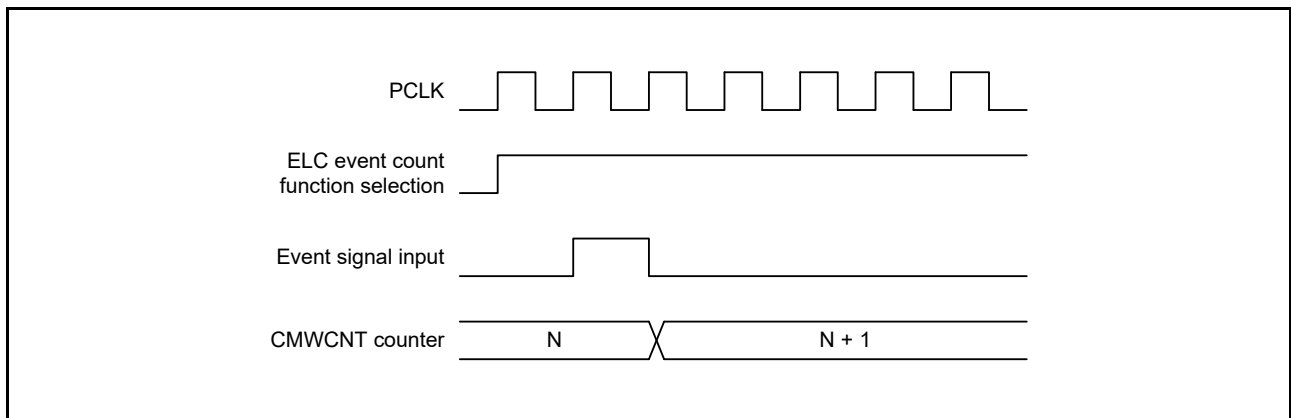 PCLK
ELC event count
function selection
Event signal input
CMWCNT counter
N
N + 1